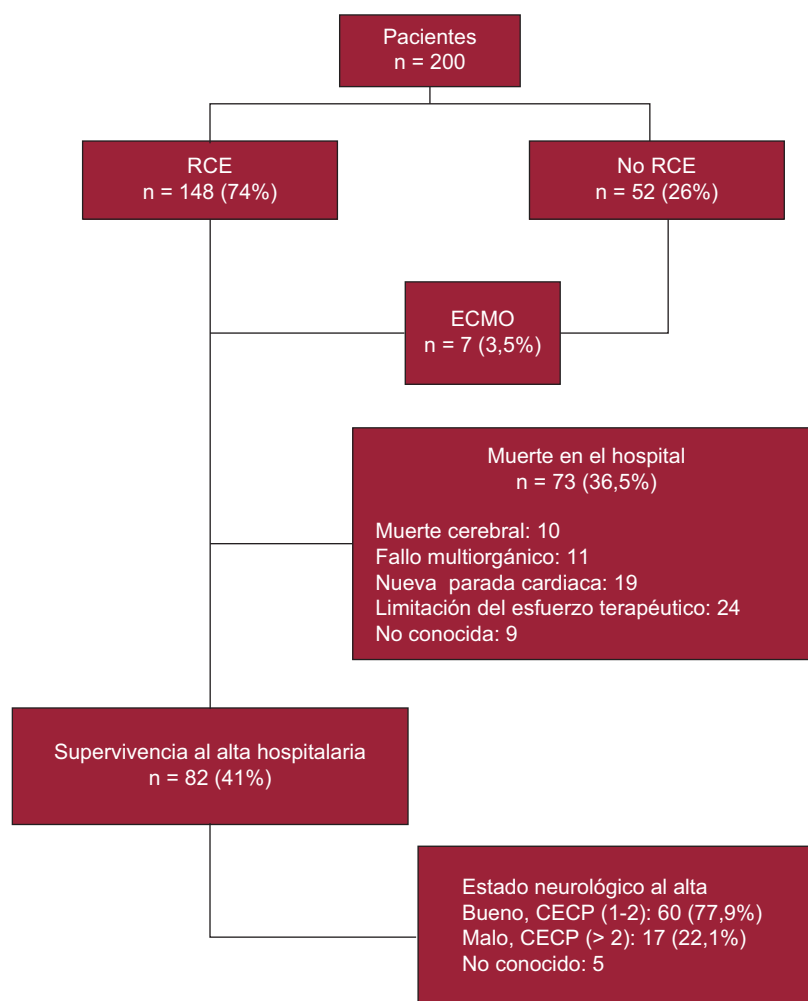 Pacientes
n = 200
RCE
n = 148 (74%)
No RCE
n = 52 (26%)
ECMO
n = 7 (3,5%)
Muerte en el hospital
n = 73 (36,5%)
Muerte cerebral: 10
Fallo multiorgánico: 11
Nueva parada cardiaca: 19
Limitación del esfuerzo terapéutico: 24
No conocida: 9
Supervivencia al alta hospitalaria
n = 82 (41%)
Estado neurológico al alta
Bueno, CECP (1-2): 60 (77,9%)
Malo, CECP (> 2): 17 (22,1%)
No conocido: 5